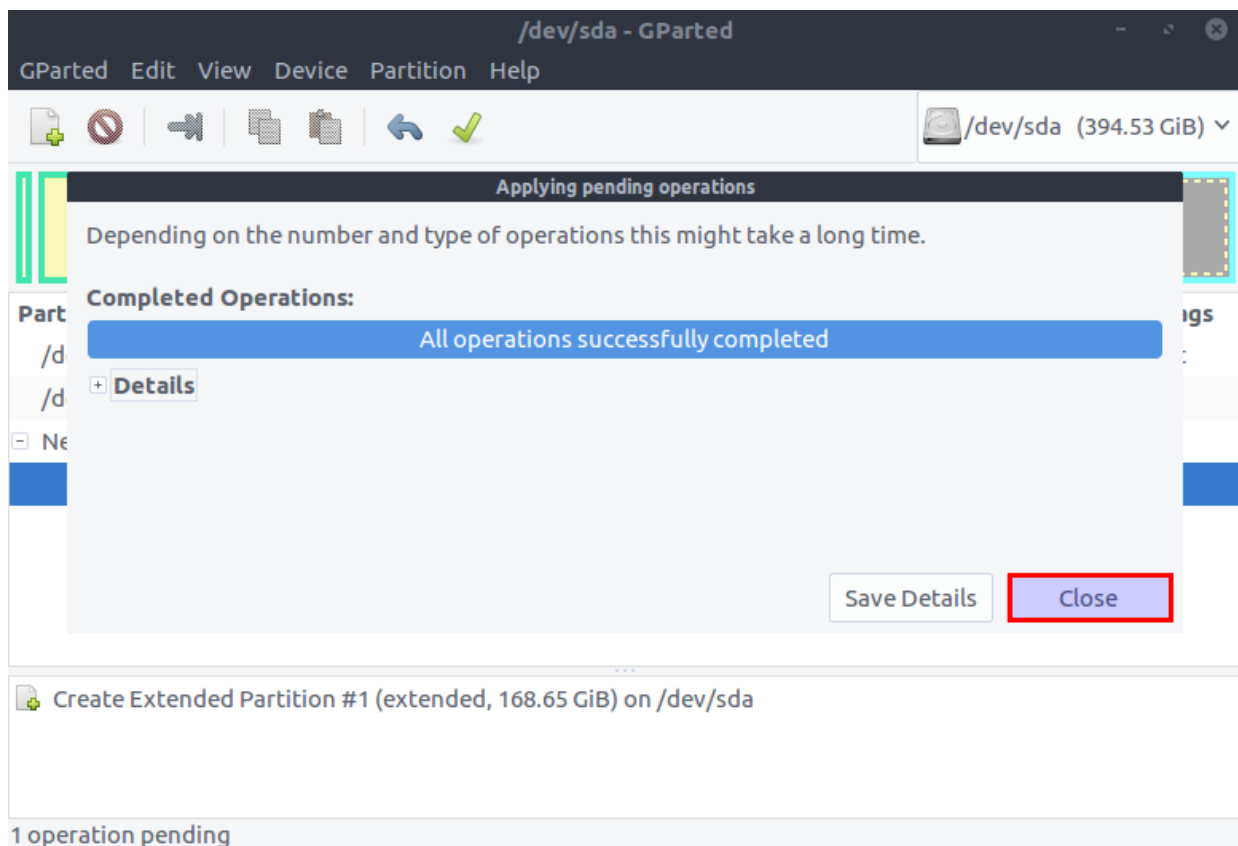 /dev/sda - GParted
GParted Edit View Device Partition Help
/dev/sda (394.53 GiB)
Applying pending operations
Depending on the number and type of operations this might take a long time.
Completed Operations:
All operations successfully completed
Details
Save Details Close
Create Extended Partition #1 (extended, 168.65 GiB) on /dev/sda
1 operation pending